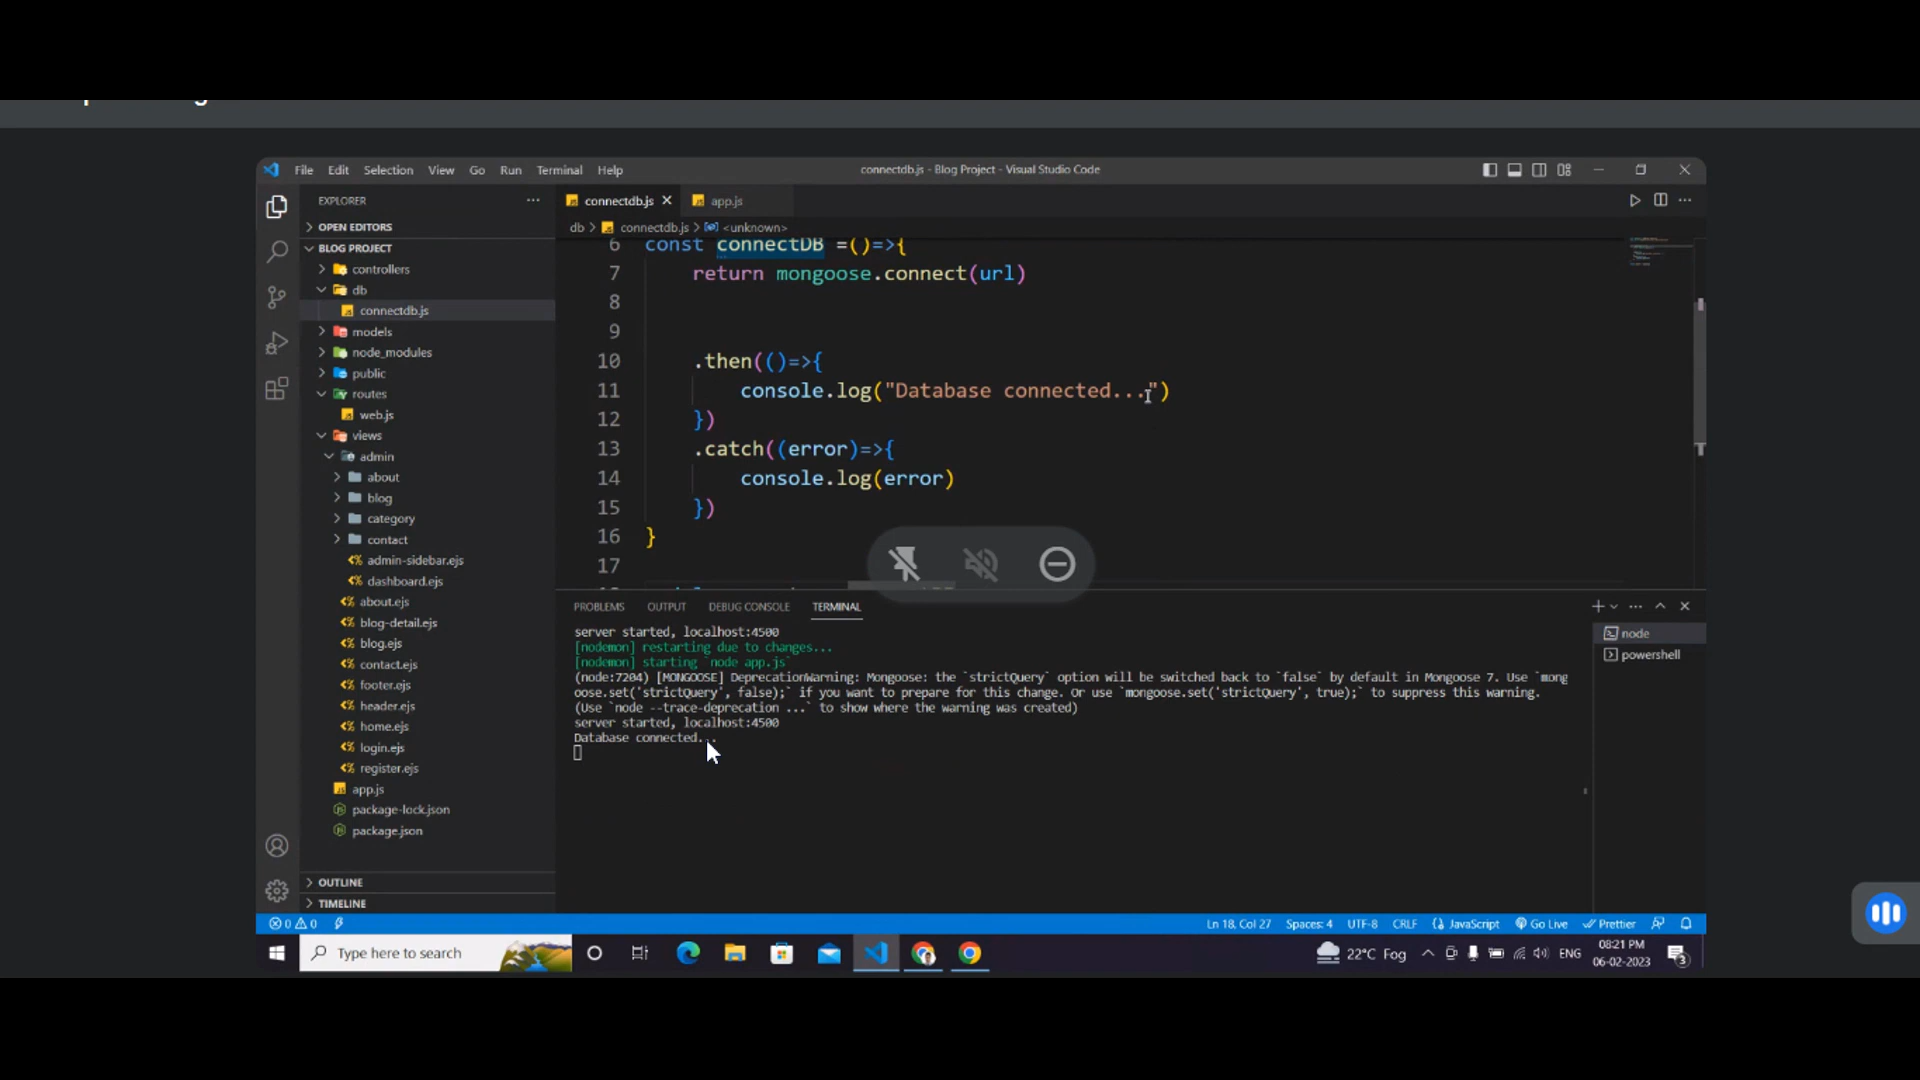 File Edit Selection View Go Run Terminal Help
connectdb.js - Blog Project - Visual Studio Code
EXPLORER
OPEN EDITORS
BLOG PROJECT
controllers
db
connectdb.js
models
node_modules
public
routes
web.js
views
admin
about
blog
category
contact
admin-sidebar.ejs
dashboard.ejs
about.ejs
blog-detail.ejs
blog.ejs
contact.ejs
footer.ejs
header.ejs
home.ejs
login.ejs
register.ejs
app.js
package-lock.json
package.json
OUTLINE
TIMELINE
connectdb.js app.js
db > connectdb.js > <unknown>
6 const connectDB =()=>{
7 return mongoose.connect(url)
8
9
10 .then(()=>{
11 console.log("Database connected...")
12 })
13 .catch((error)=>{
14 console.log(error)
15 })
16 }
17
PROBLEMS OUTPUT DEBUG CONSOLE TERMINAL
server started, localhost:4500
[nodemon] restarting due to changes...
[nodemon] starting `node app.js`
(node:7204) [MONGOOSE] DeprecationWarning: Mongoose: the `strictQuery` option will be switched back to `false` by default in Mongoose 7. Use `mong
oose.set('strictQuery', false);` if you want to prepare for this change. Or use `mongoose.set('strictQuery', true);` to suppress this warning.
(Use `node --trace-deprecation ...` to show where the warning was created)
server started, localhost:4500
Database connected...
node
powershell
0 0
Ln 18, Col 27 Spaces: 4 UTF-8 CRLF JavaScript Go Live Prettier
Type here to search
22°C Fog
ENG
08:21 PM
06-02-2023
3